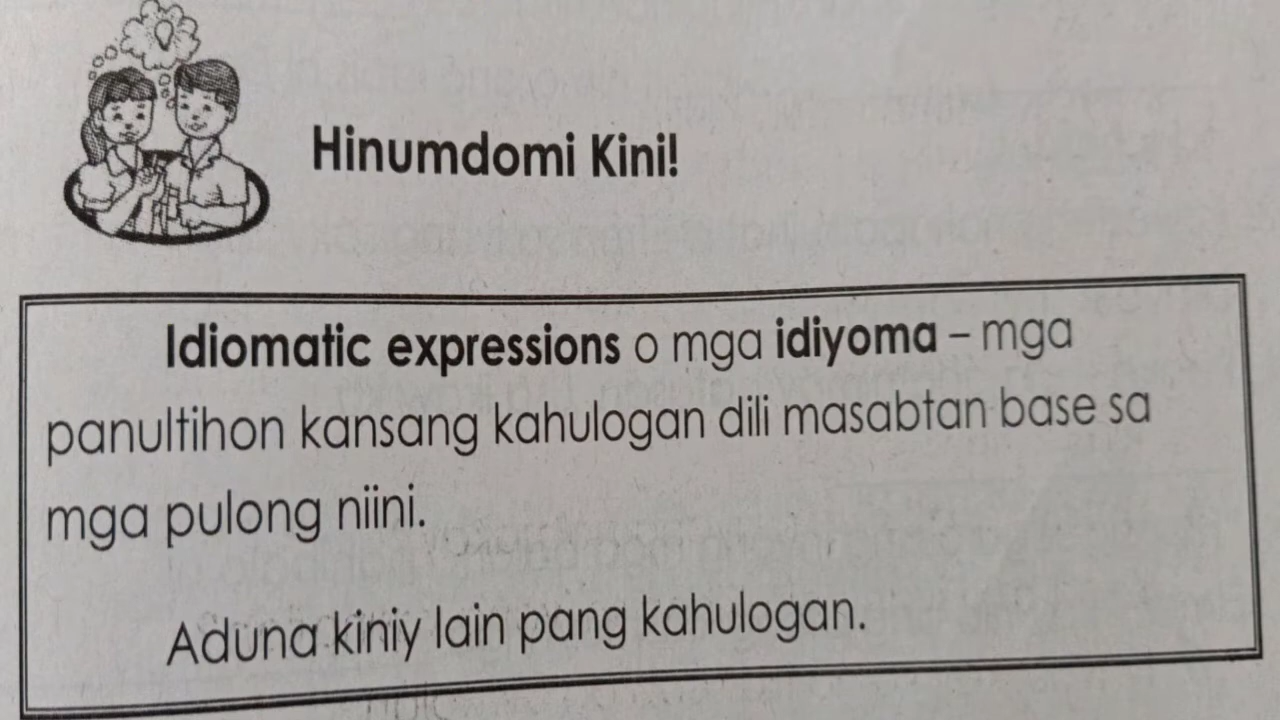 Hinumdomi Kini!
Idiomatic expressions o mga idiyoma – mga
panultihon kansang kahulogan dili masabtan base sa
mga pulong niini.
Aduna kiniy lain pang kahulogan.